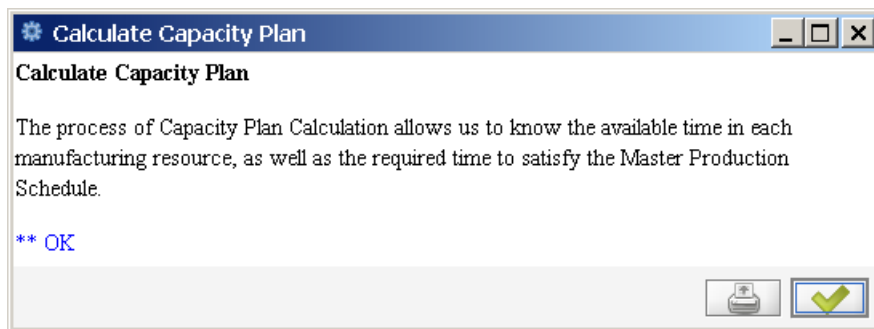 Calculate Capacity Plan
Calculate Capacity Plan
The process of Capacity Plan Calculation allows us to know the available time in each
manufacturing resource, as well as the required time to satisfy the Master Production
Schedule.
** OK